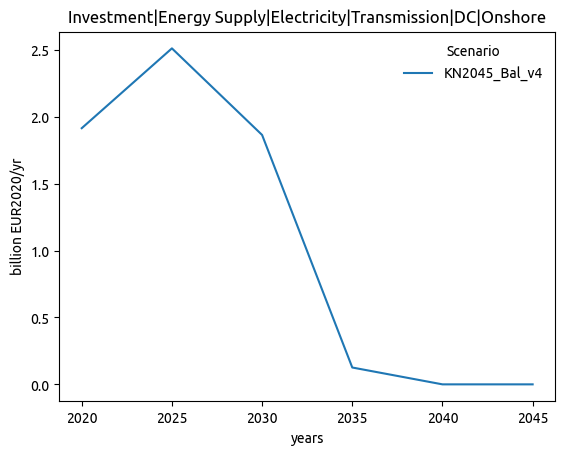 Investment|Energy Supply|Electricity|Transmission|DC|Onshore
Scenario
KN2045_Bal_v4
billion EUR2020/yr
2.5
2.0
1.5
1.0
0.5
0.0
2020 2025 2030 2035 2040 2045
years